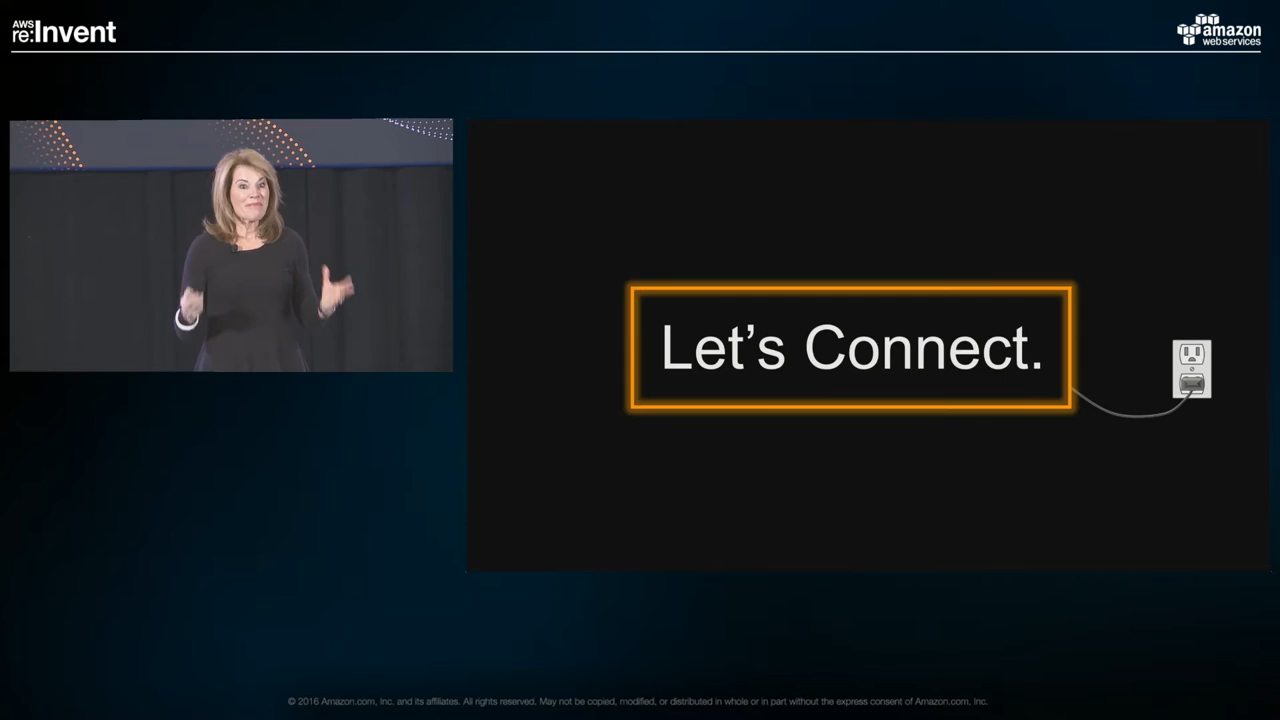 AWS
re:Invent
amazon
web services
Let's Connect.
© 2016 Amazon.com, Inc. and its affiliates. All rights reserved. May not be copied, modified, or distributed in whole or in part without the express consent of Amazon.com, Inc.